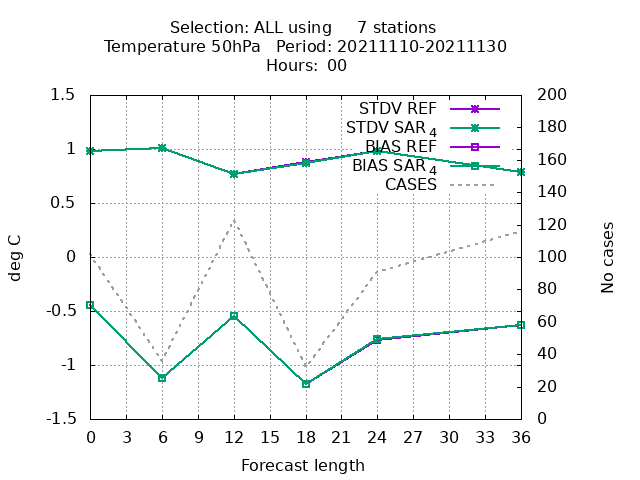 Selection: ALL using     7 stations
Temperature 50hPa   Period: 20211110-20211130
Hours:  00
STDV REF
STDV SAR 4
BIAS REF
BIAS SAR 4
CASES
1.5
1
0.5
0
-0.5
-1
-1.5
deg C
200
180
160
140
120
100
80
60
40
20
0
No cases
0 3 6 9 12 15 18 21 24 27 30 33 36
Forecast length